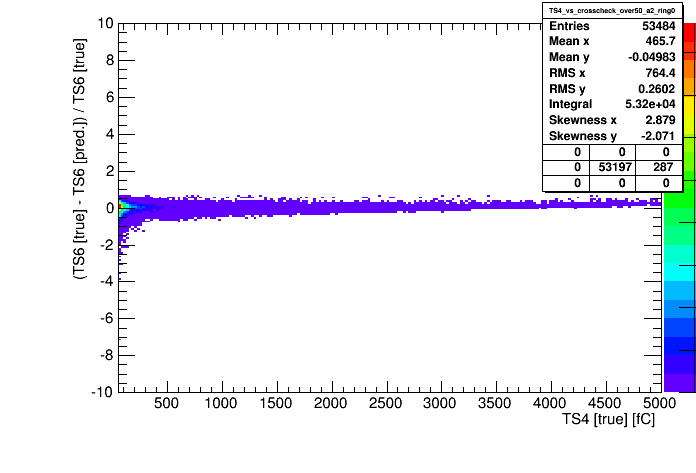 TS4_vs_crosscheck_over50_a2_ring0
Entries 53484
Mean x 465.7
Mean y -0.04983
RMS x 764.4
RMS y 0.2602
Integral 5.32e+04
Skewness x 2.879
Skewness y -2.071
0 0 0
0 53197 287
0 0 0
(TS6 [true] - TS6 [pred.]) / TS6 [true]
10
8
6
4
2
0
-2
-4
-6
-8
-10
500 1000 1500 2000 2500 3000 3500 4000 4500 5000
TS4 [true] [fC]